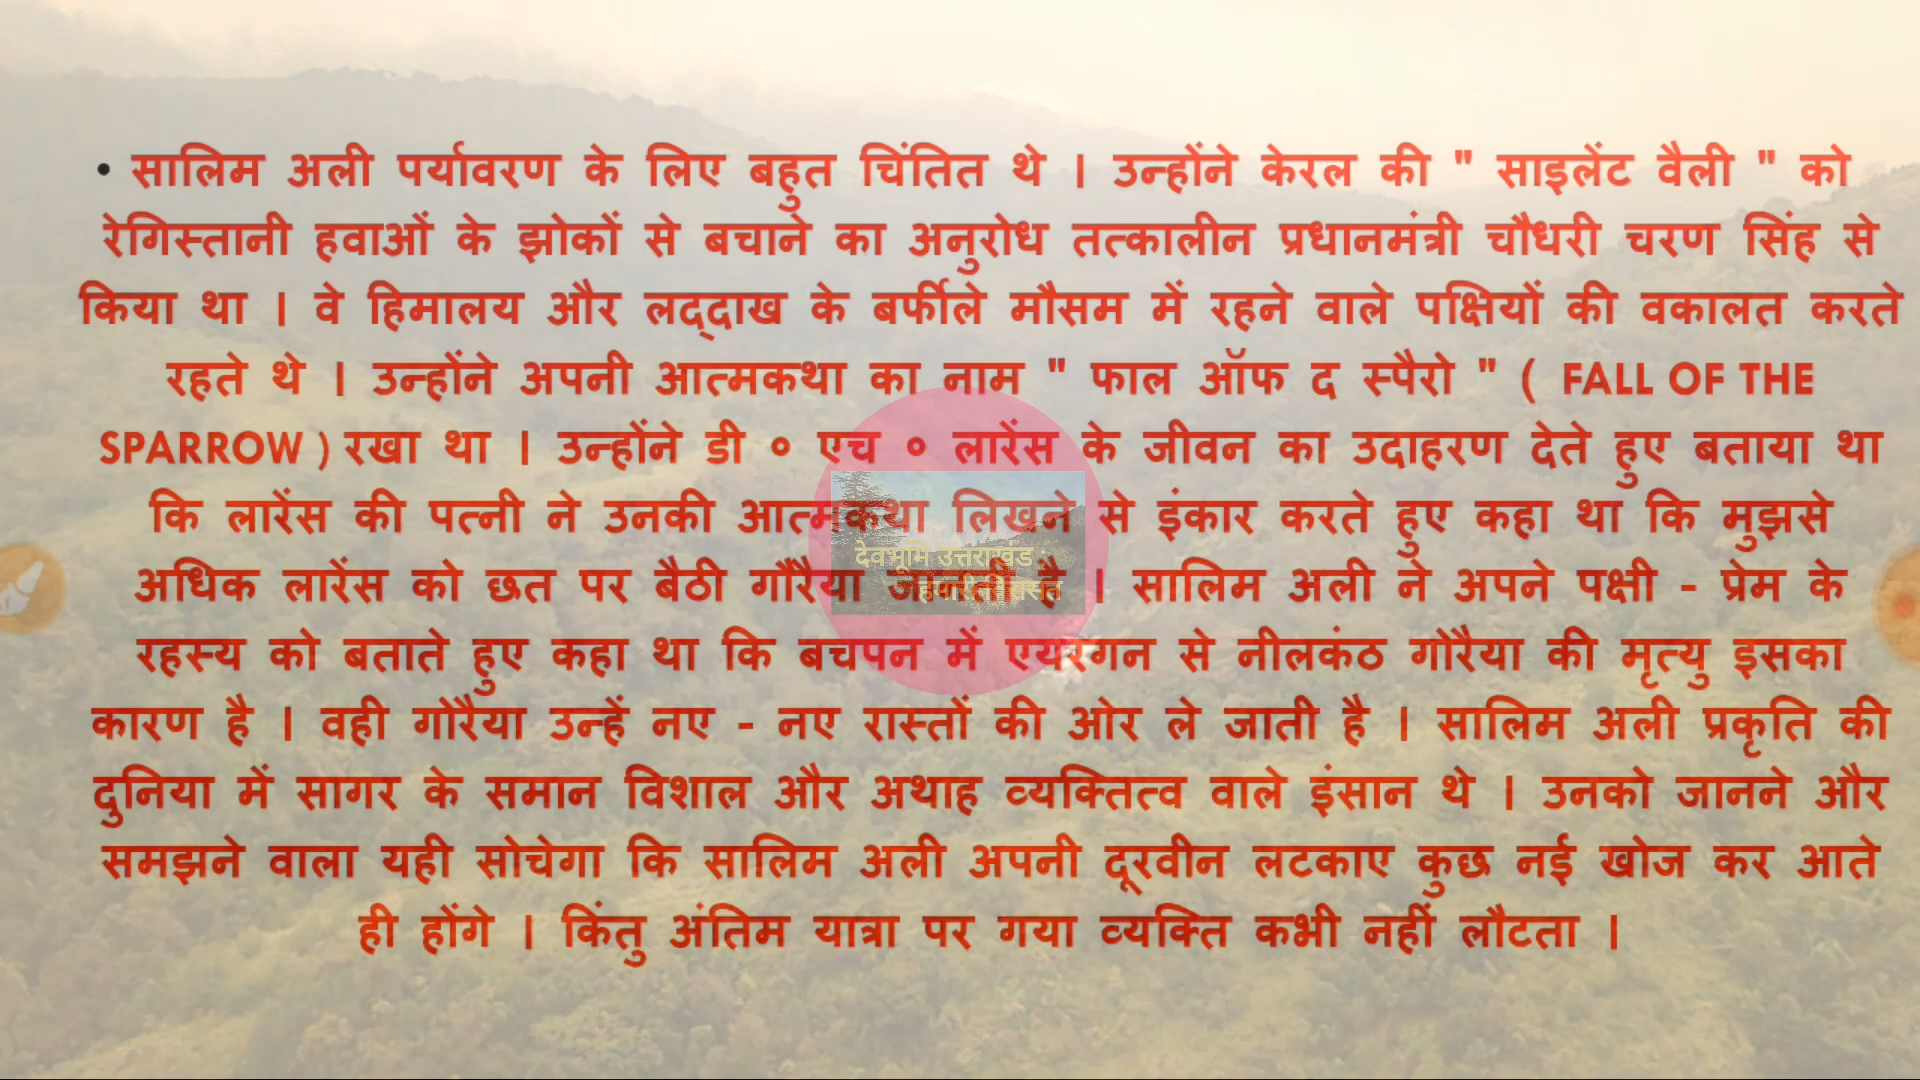 • सालिम अली पर्यावरण के लिए बहुत चिंतित थे । उन्होंने केरल की " साइलेंट वैली " को
रेगिस्तानी हवाओं के झोकों से बचाने का अनुरोध तत्कालीन प्रधानमंत्री चौधरी चरण सिंह से
किया था । वे हिमालय और लद्दाख के बर्फीले मौसम में रहने वाले पक्षियों की वकालत करते
रहते थे । उन्होंने अपनी आत्मकथा का नाम " फाल ऑफ द स्पैरो " ( FALL OF THE
SPARROW ) रखा था । उन्होंने डी ० एच ० लारेंस के जीवन का उदाहरण देते हुए बताया था
कि लारेंस की पत्नी ने उनकी आत्मकथा लिखने से इंकार करते हुए कहा था कि मुझसे
अधिक लारेंस को छत पर बैठी गौरैया जानती है । सालिम अली ने अपने पक्षी - प्रेम के
रहस्य को बताते हुए कहा था कि बचपन में एयरगन से नीलकंठ गोरैया की मृत्यु इसका
कारण है । वही गोरैया उन्हें नए - नए रास्तों की ओर ले जाती है । सालिम अली प्रकृति की
दुनिया में सागर के समान विशाल और अथाह व्यक्तित्व वाले इंसान थे । उनको जानने और
समझने वाला यही सोचेगा कि सालिम अली अपनी दूरवीन लटकाए कुछ नई खोज कर आते
ही होंगे । किंतु अंतिम यात्रा पर गया व्यक्ति कभी नहीं लौटता ।
देवभूमि उत्तराखंड :